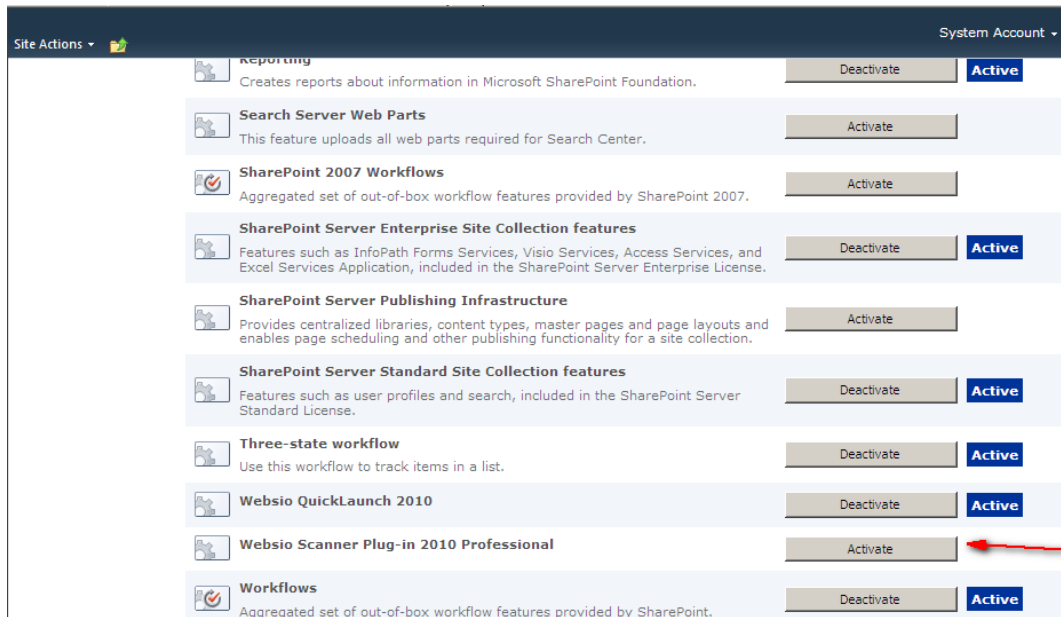 System Account
Site Actions
Reporting
Deactivate Active
Creates reports about information in Microsoft SharePoint Foundation.
Search Server Web Parts
Activate
This feature uploads all web parts required for Search Center.
SharePoint 2007 Workflows
Activate
Aggregated set of out-of-box workflow features provided by SharePoint 2007.
SharePoint Server Enterprise Site Collection features
Features such as InfoPath Forms Services, Visio Services, Access Services, and
Deactivate Active
Excel Services Application, included in the SharePoint Server Enterprise License.
SharePoint Server Publishing Infrastructure
Activate
Provides centralized libraries, content types, master pages and page layouts and
enables page scheduling and other publishing functionality for a site collection.
SharePoint Server Standard Site Collection features
Deactivate Active
Features such as user profiles and search, included in the SharePoint Server
Standard License.
Three-state workflow
Deactivate Active
Use this workflow to track items in a list.
Websio QuickLaunch 2010
Deactivate Active
Websio Scanner Plug-in 2010 Professional
Activate
Workflows
Deactivate Active
Aggregated set of out-of-box workflow features provided by SharePoint.